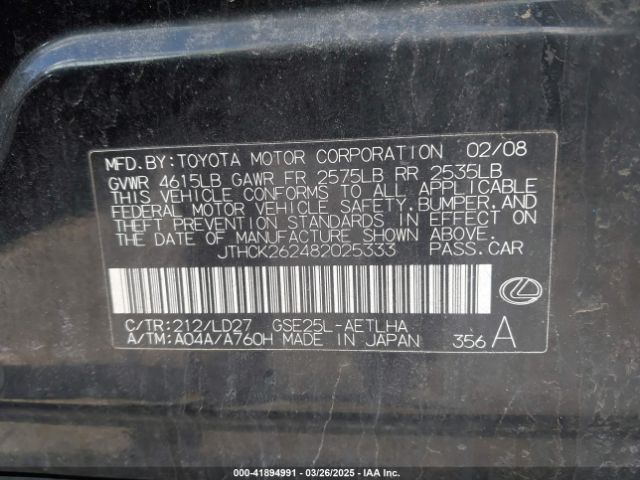 MFD.BY:TOYOTA MOTOR CORPORATION 02/08
GVWR 4615LB GAWR FR 2575LB RR 2535LB
THIS VEHICLE CONFORMS TO ALL APPLICABLE
FEDERAL MOTOR VEHICLE SAFETY,BUMPER,AND
THEFT PREVENTION STANDARDS IN EFFECT ON
THE DATE OF MANUFACTURE SHOWN ABOVE.
JTHCK262482025333 PASS.CAR
C/TR:212/LD27 GSE25L-AETLHA
A/TM:A04A/A760H MADE IN JAPAN 356 A
000-41894991 — 03/26/2025 — IAA Inc.